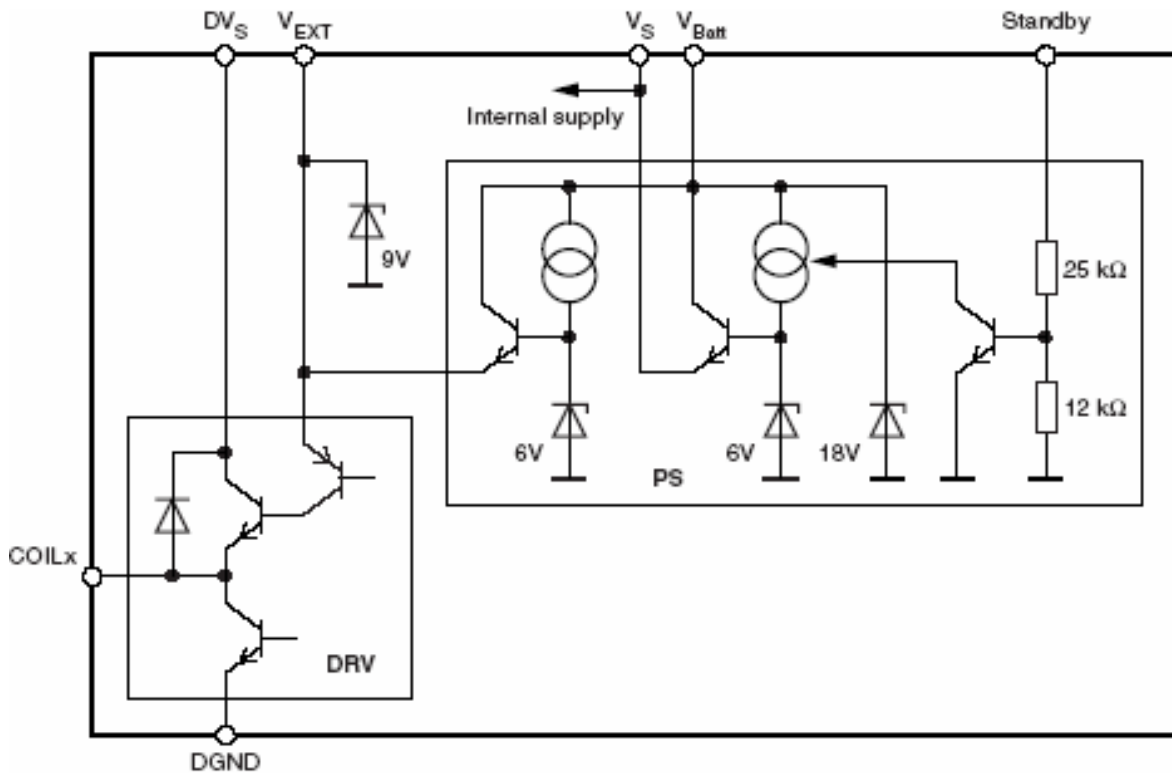 DVS
VEXT
VS
VBatt
Standby
Internal supply
9V
25 kΩ
6V
6V
18V
12 kΩ
PS
COILx
DRV
DGND